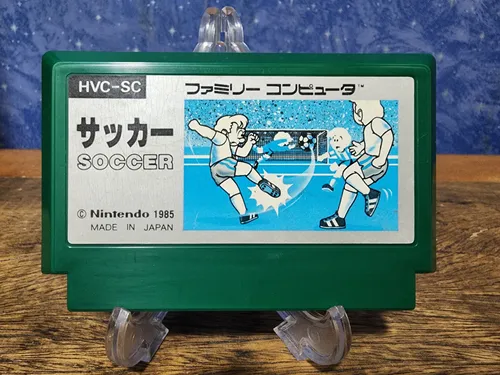 HVC-SC
ファミリー コンピュータ™
サッカー
SOCCER
© Nintendo 1985
MADE IN JAPAN